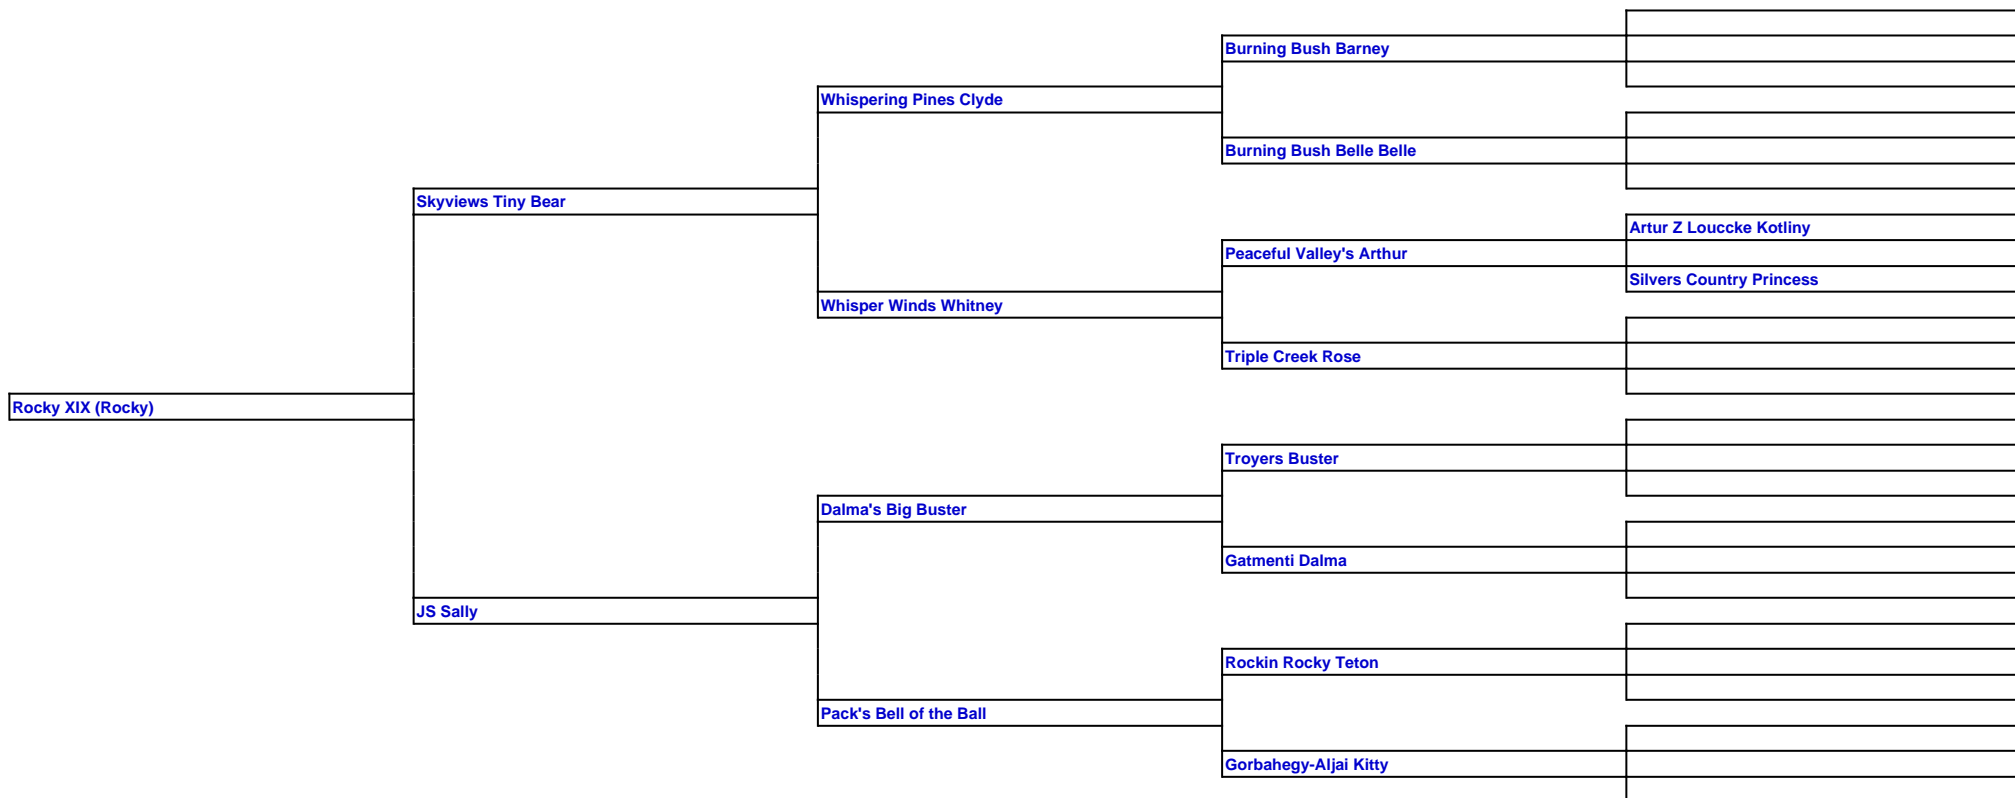 Burning Bush Barney
Whispering Pines Clyde
Burning Bush Belle Belle
Skyviews Tiny Bear
Artur Z Louccke Kotliny
Peaceful Valley's Arthur
Silvers Country Princess
Whisper Winds Whitney
Triple Creek Rose
Rocky XIX (Rocky)
Troyers Buster
Dalma's Big Buster
Gatmenti Dalma
JS Sally
Rockin Rocky Teton
Pack's Bell of the Ball
Gorbahegy-Aljai Kitty